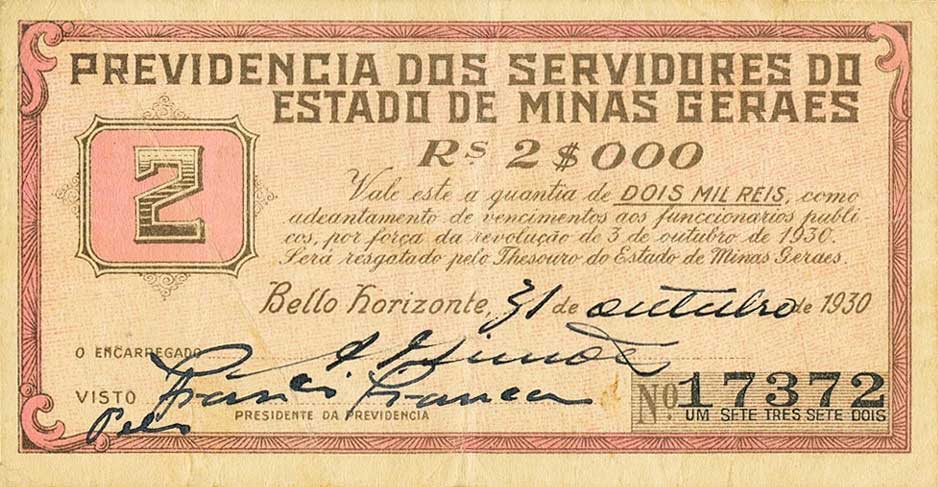 PREVIDENCIA DOS SERVIDORES DO
ESTADO DE MINAS GERAES
RS 2$000
2
Vale este a quantia de DOIS MIL REIS, como
adeantamento de vencimentos aos funccionarios publi
cos, por força da revolução de 3 de outubro de 1930.
Será resgatado pelo Thesouro do Estado de Minas Geraes.
Bello Horizonte, 31 de outubro de 1930
O ENCARREGADO
VISTO
PRESIDENTE DA PREVIDENCIA
No. 17372
UM SETE TRES SETE DOIS